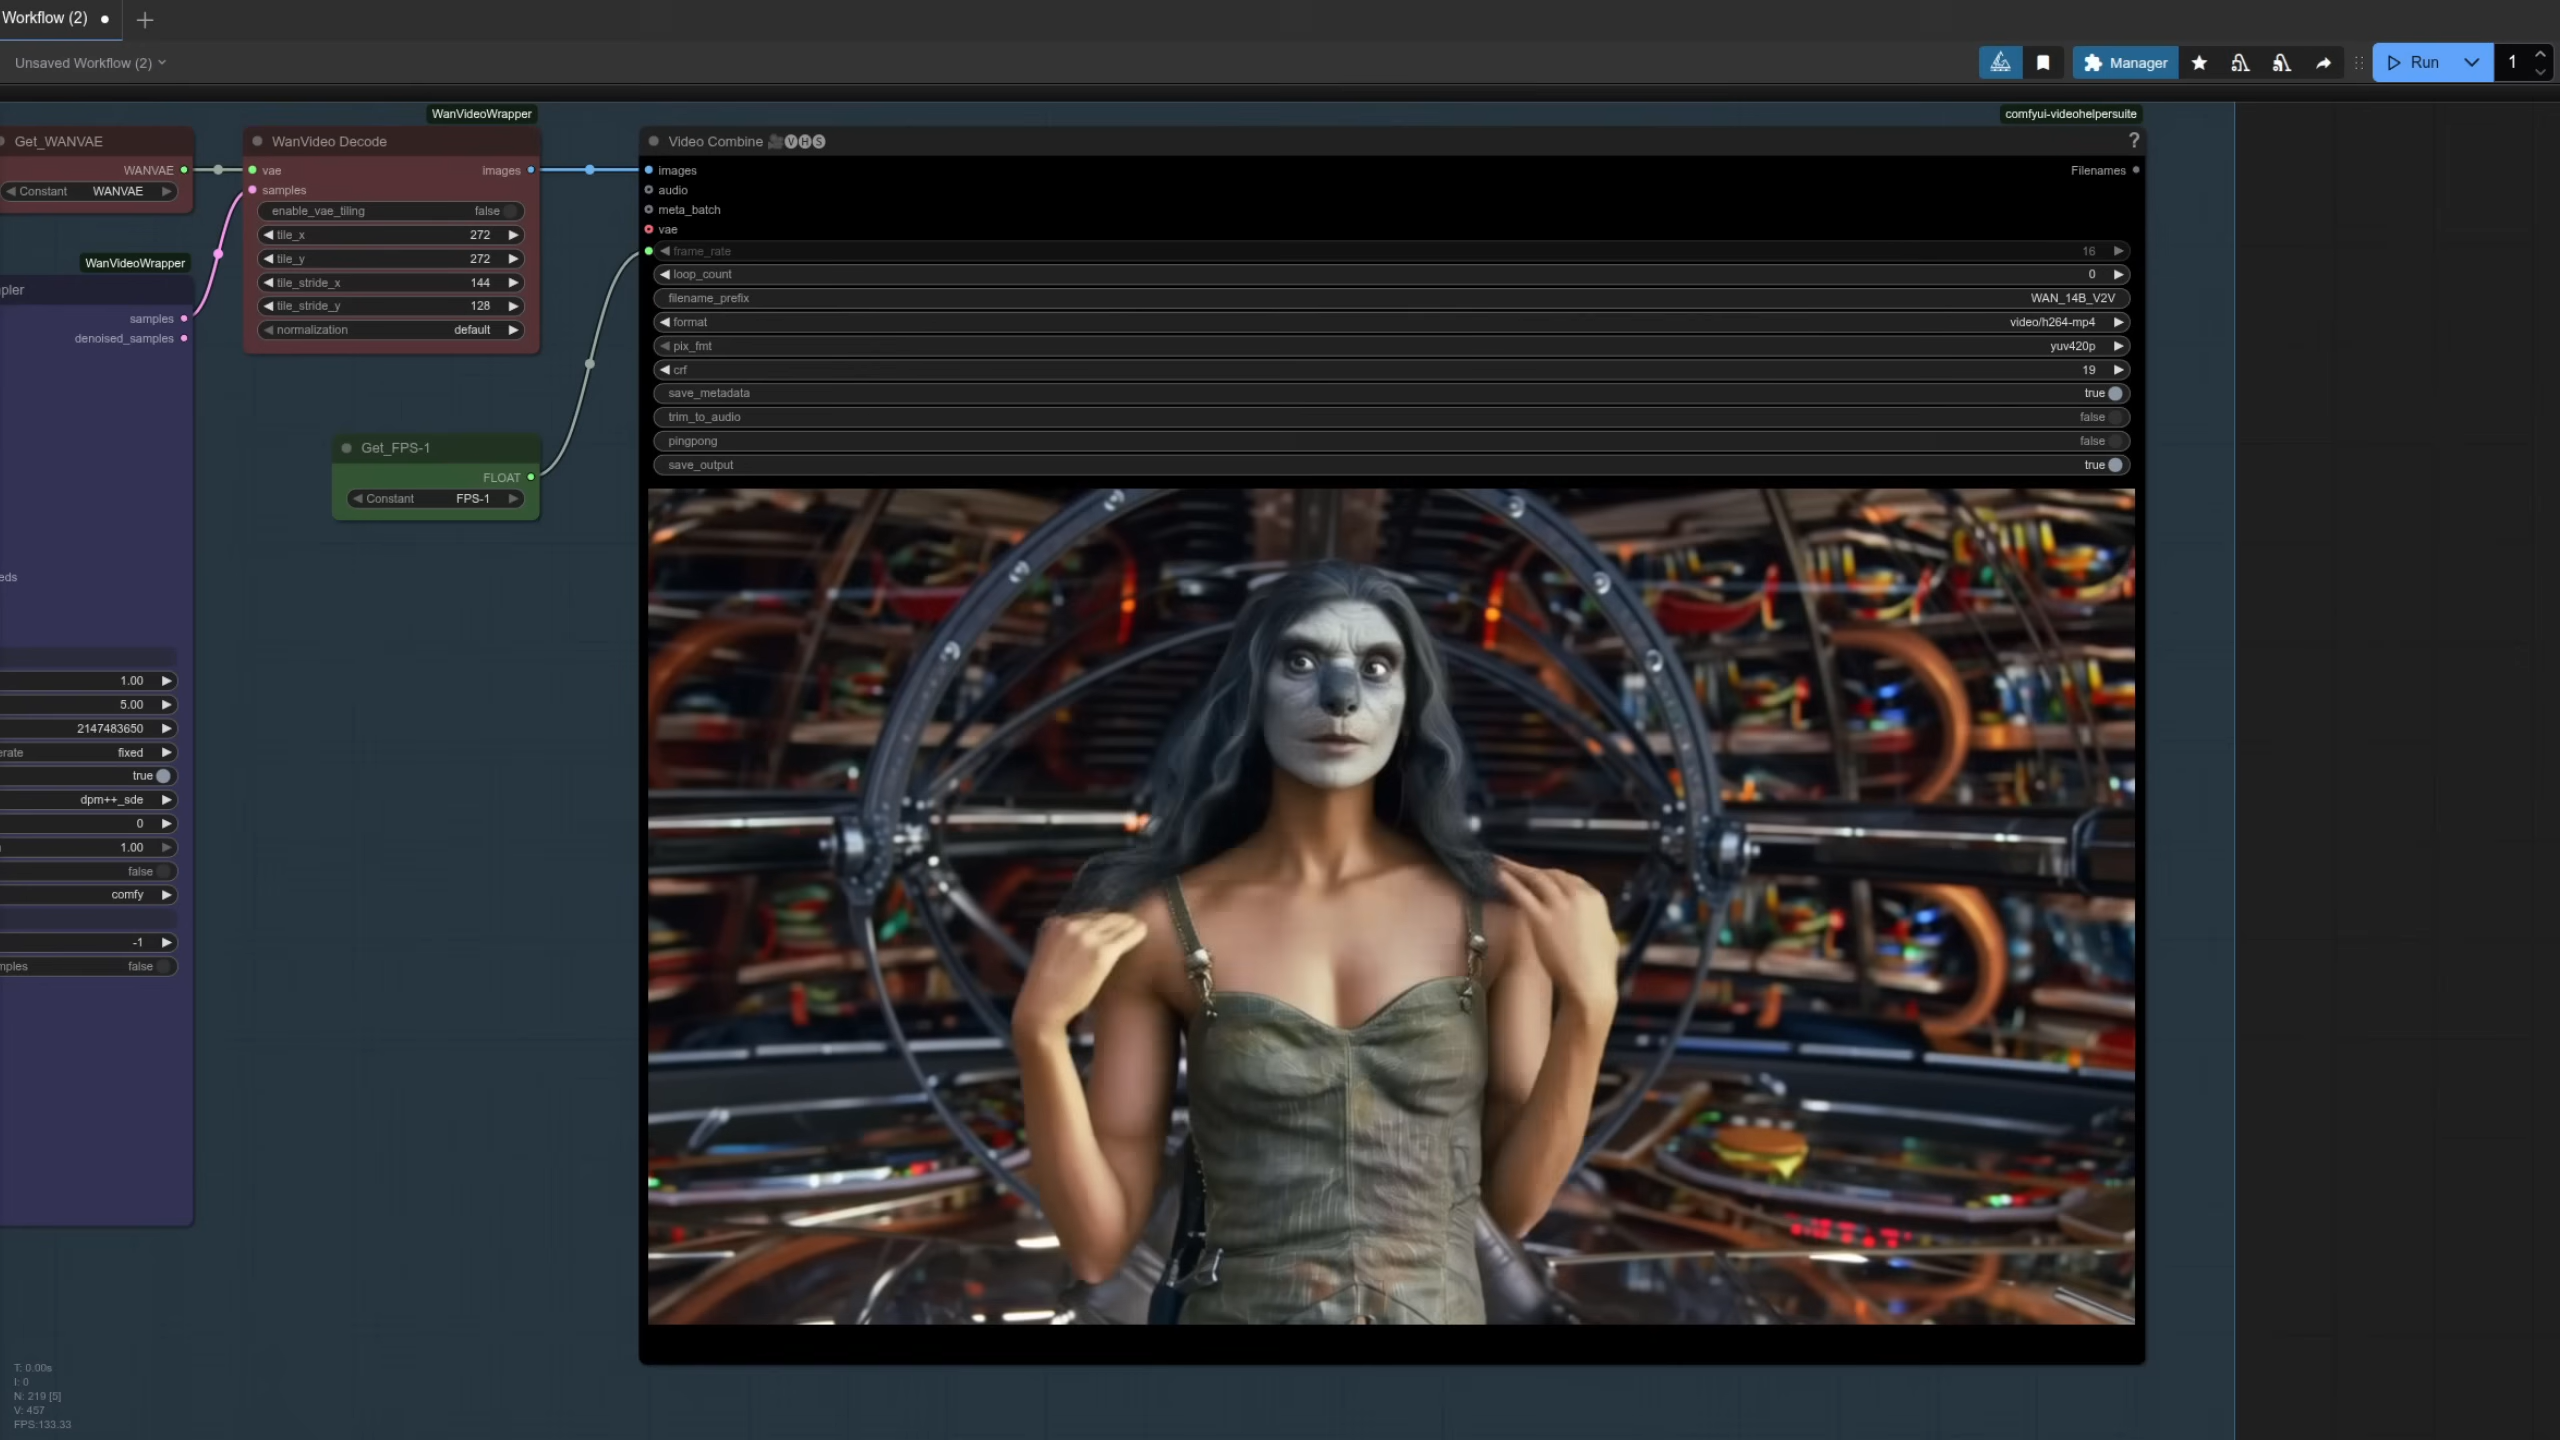 Workflow (2)
Unsaved Workflow (2)
Manager
Run
1
WanVideoWrapper
comfyui-videohelpersuite
Get_WANVAE
WANVAE
Constant WANVAE
WanVideo Decode
vae images
samples
enable_vae_tiling false
tile_x 272
tile_y 272
tile_stride_x 144
tile_stride_y 128
normalization default
WanVideoWrapper
pler
samples
denoised_samples
eds
1.00
5.00
2147483650
erate fixed
true
dpm++_sde
0
1.00
false
comfy
-1
mples false
Get_FPS-1
FLOAT
Constant FPS-1
Video Combine 🎥🅥🅗🅢
?
images Filenames
audio
meta_batch
vae
frame_rate 16
loop_count 0
filename_prefix WAN_14B_V2V
format video/h264-mp4
pix_fmt yuv420p
crf 19
save_metadata true
trim_to_audio false
pingpong false
save_output true
T: 0.00s
I: 0
N: 219 [5]
V: 457
FPS:133.33